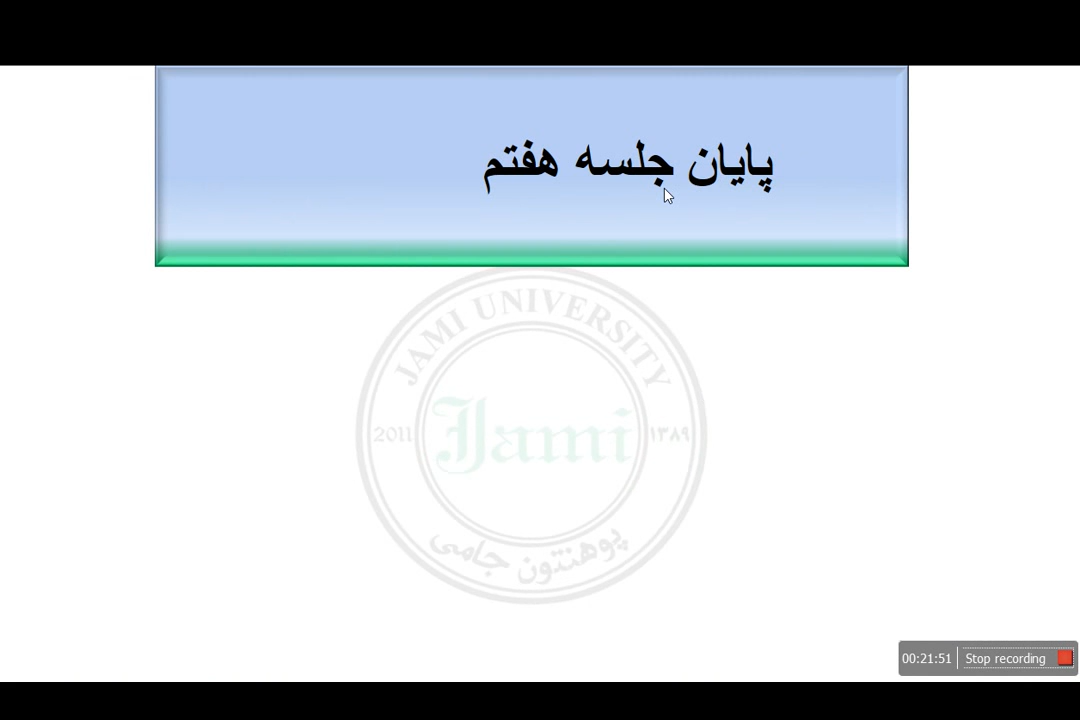 پایان جلسه هفتم
JAMI UNIVERSITY
2011
Jami
۱۳۸۹
پوهنتون جامی
00:21:51
Stop recording